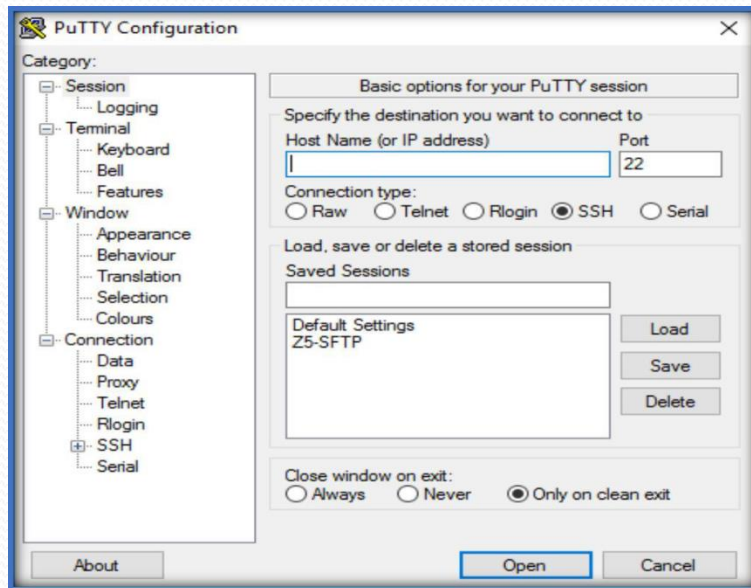 PuTTY Configuration
Category:
Session
Logging
Terminal
Keyboard
Bell
Features
Window
Appearance
Behaviour
Translation
Selection
Colours
Connection
Data
Proxy
Telnet
Rlogin
SSH
Serial
Basic options for your PuTTY session
Specify the destination you want to connect to
Host Name (or IP address) Port
22
Connection type:
Raw Telnet Rlogin SSH Serial
Load, save or delete a stored session
Saved Sessions
Default Settings
Z5-SFTP
Load
Save
Delete
Close window on exit:
Always Never Only on clean exit
About Open Cancel